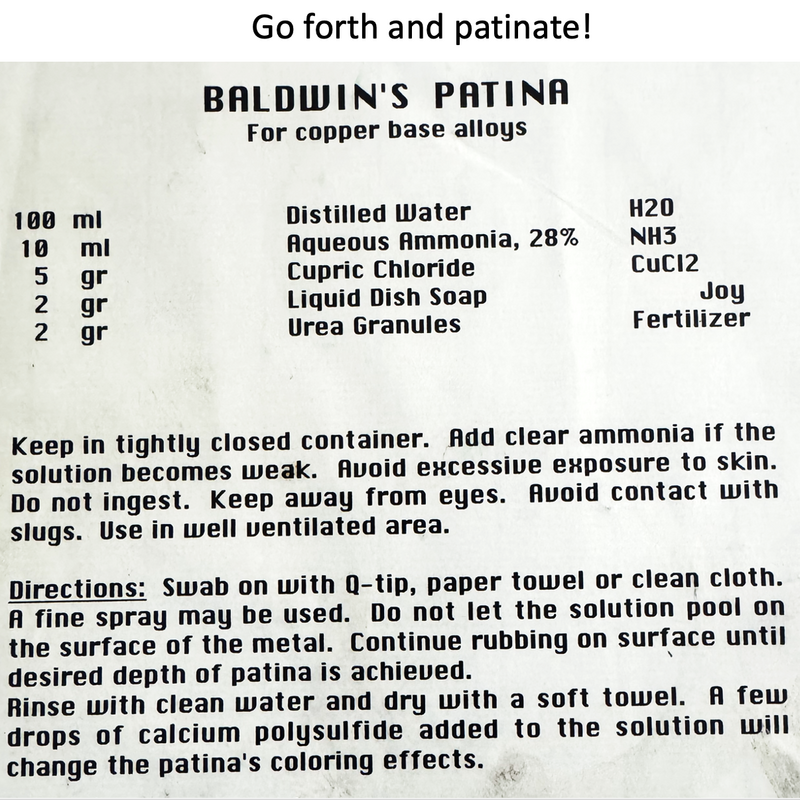 Go forth and patinate!
BALDWIN'S PATINA
For copper base alloys
100 ml Distilled Water H2O
10 ml Aqueous Ammonia, 28% NH3
5 gr Cupric Chloride CuCl2
2 gr Liquid Dish Soap Joy
2 gr Urea Granules Fertilizer
Keep in tightly closed container. Add clear ammonia if the
solution becomes weak. Avoid excessive exposure to skin.
Do not ingest. Keep away from eyes. Avoid contact with
slugs. Use in well ventilated area.
Directions: Swab on with Q-tip, paper towel or clean cloth.
A fine spray may be used. Do not let the solution pool on
the surface of the metal. Continue rubbing on surface until
desired depth of patina is achieved.
Rinse with clean water and dry with a soft towel. A few
drops of calcium polysulfide added to the solution will
change the patina's coloring effects.